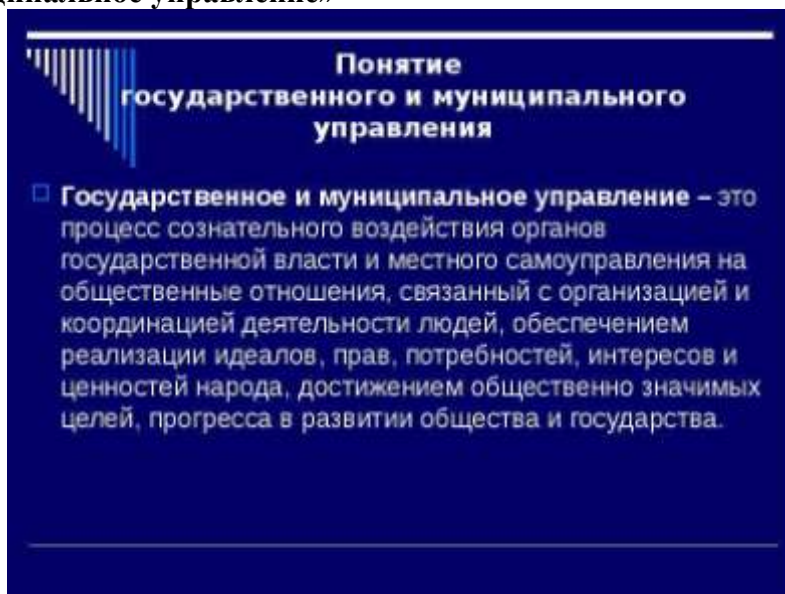 управление»
Понятие
государственного и муниципального
управления
Государственное и муниципальное управление – это
процесс сознательного воздействия органов
государственной власти и местного самоуправления на
общественные отношения, связанный с организацией и
координацией деятельности людей, обеспечением
реализации идеалов, прав, потребностей, интересов и
ценностей народа, достижением общественно значимых
целей, прогресса в развитии общества и государства.